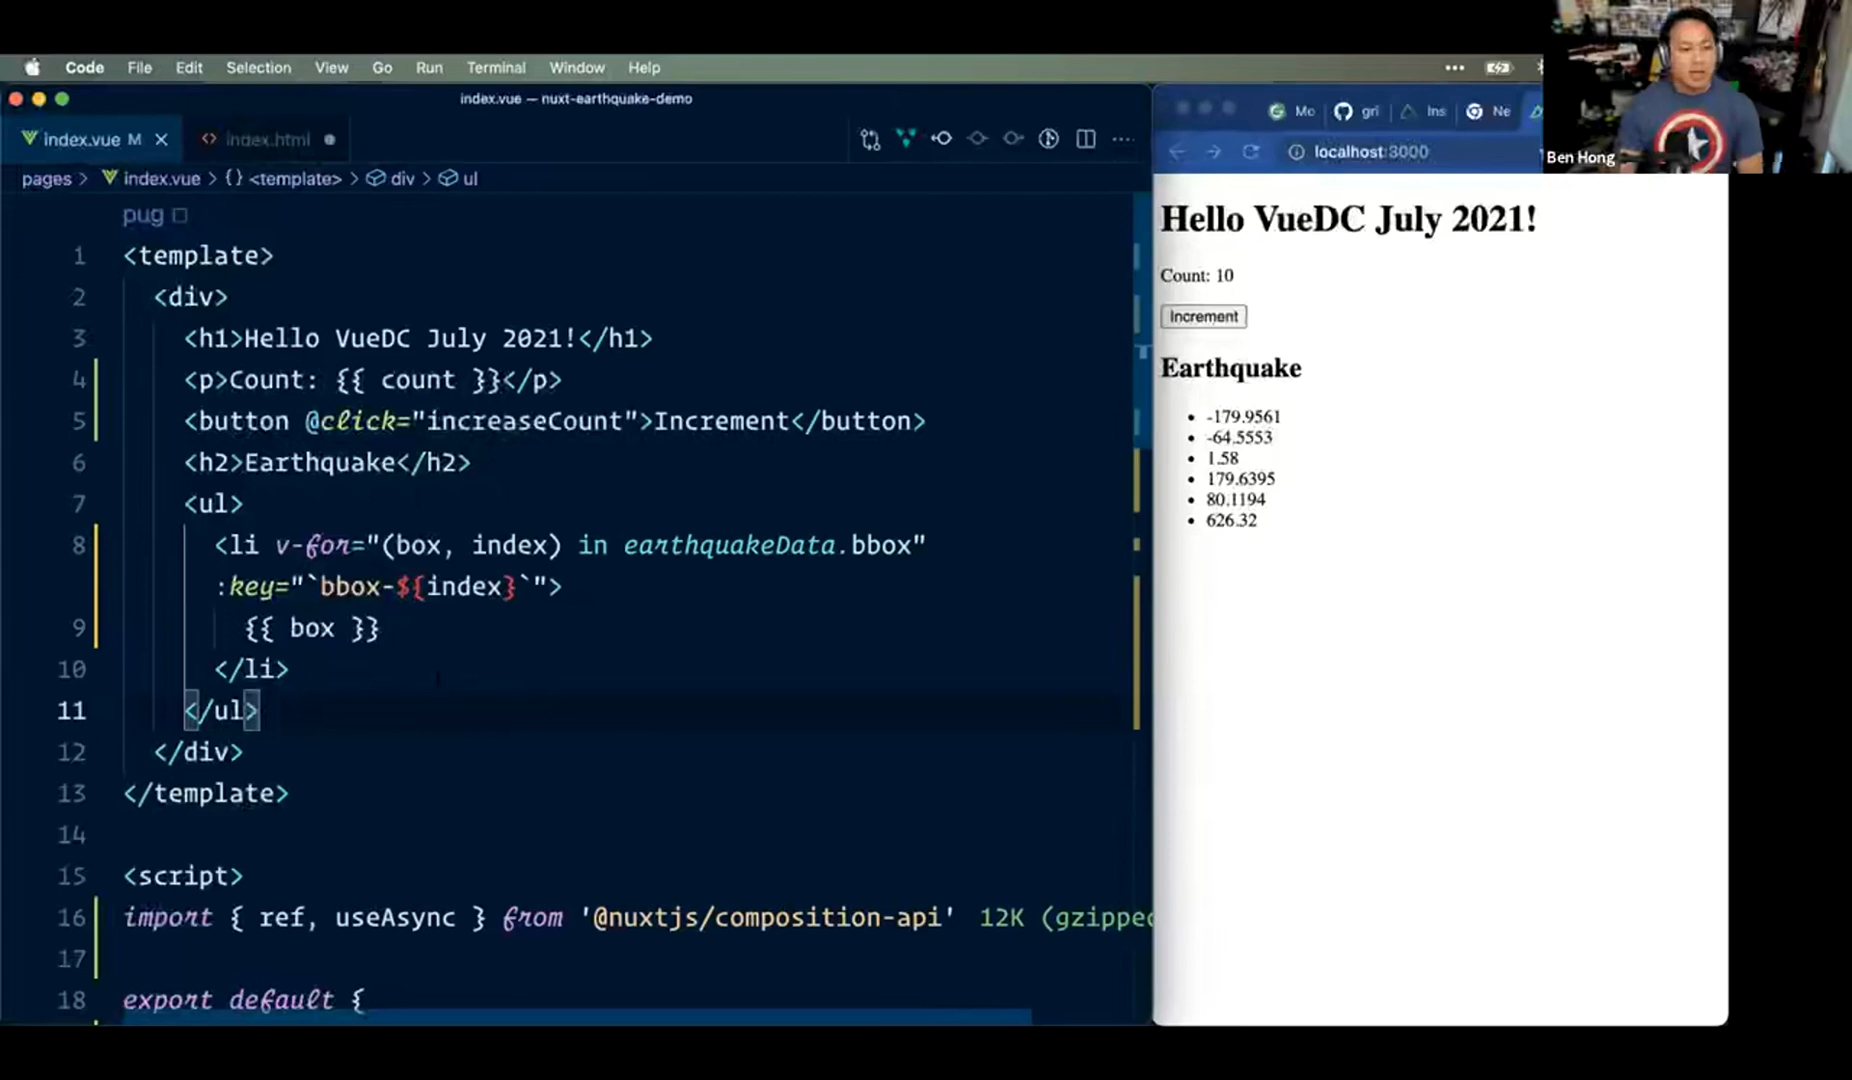 Code File Edit Selection View Go Run Terminal Window Help
index.vue — nuxt-earthquake-demo
index.vue M
index.html
pages > index.vue > {} <template> > div > ul
pug
1 <template>
2 <div>
3 <h1>Hello VueDC July 2021!</h1>
4 <p>Count: {{ count }}</p>
5 <button @click="increaseCount">Increment</button>
6 <h2>Earthquake</h2>
7 <ul>
8 <li v-for="(box, index) in earthquakeData.bbox"
:key="`bbox-${index}`">
9 {{ box }}
10 </li>
11 </ul>
12 </div>
13 </template>
14
15 <script>
16 import { ref, useAsync } from '@nuxtjs/composition-api' 12K (gzipped
17
18 export default {
Mo
gri
Ins
Ne
localhost:3000
Ben Hong
Hello VueDC July 2021!
Count: 10
Increment
Earthquake
• -179.9561
• -64.5553
• 1.58
• 179.6395
• 80.1194
• 626.32